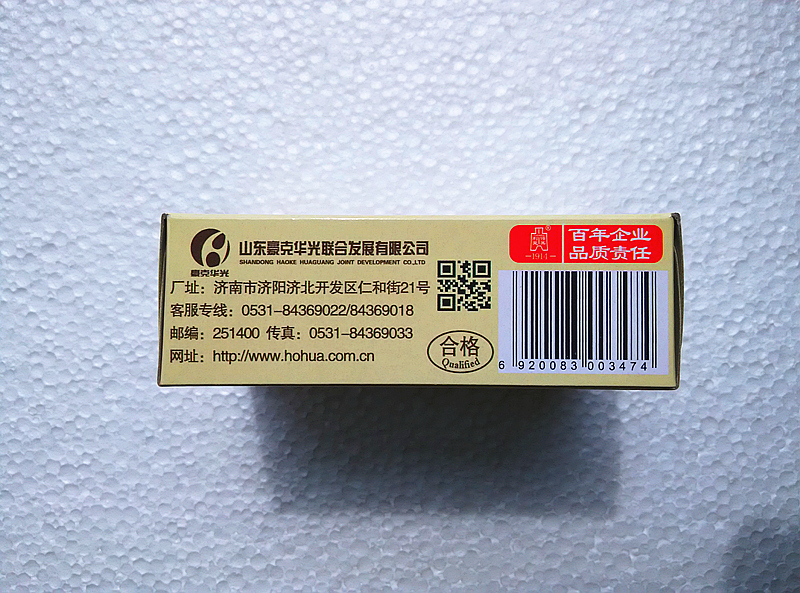 山东豪克华光联合发展有限公司
SHANDONG HAOKE HUAGUANG JOINT DEVELOPMENT CO.,LTD
豪克华光
厂址：济南市济阳济北开发区仁和街21号
客服专线：0531-84369022/84369018
邮编：251400 传真：0531-84369033
网址：http://www.hohua.com.cn
合格
Qualified
®
1914
百年企业
品质责任
6 920083 003474